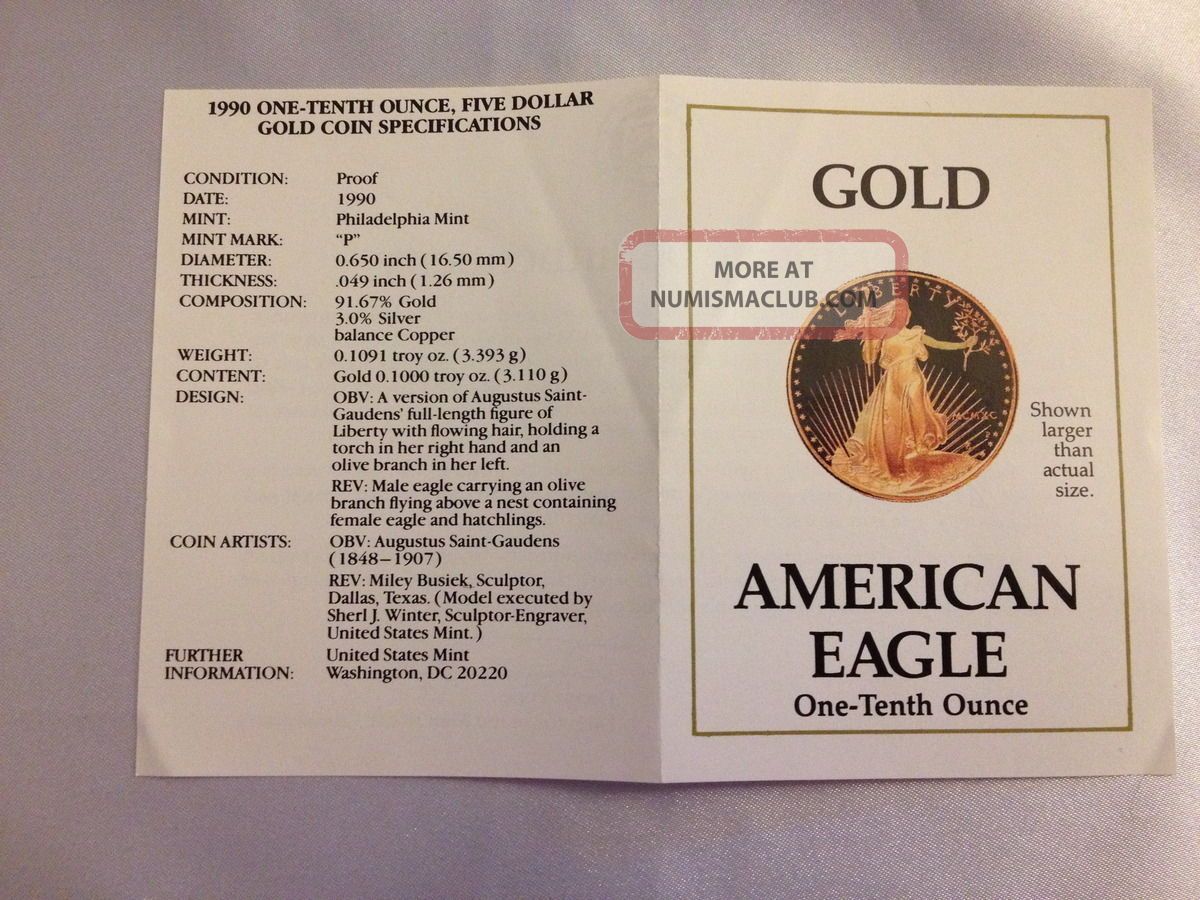 1990 ONE-TENTH OUNCE, FIVE DOLLAR
GOLD COIN SPECIFICATIONS
CONDITION: Proof
DATE: 1990
MINT: Philadelphia Mint
MINT MARK: “P”
DIAMETER: 0.650 inch (16.50 mm)
THICKNESS: .049 inch (1.26 mm)
COMPOSITION: 91.67% Gold
3.0% Silver
balance Copper
WEIGHT: 0.1091 troy oz. (3.393 g)
CONTENT: Gold 0.1000 troy oz. (3.110 g)
DESIGN: OBV: A version of Augustus Saint-
Gaudens’ full-length figure of
Liberty with flowing hair, holding a
torch in her right hand and an
olive branch in her left.
REV: Male eagle carrying an olive
branch flying above a nest containing
female eagle and hatchlings.
COIN ARTISTS: OBV: Augustus Saint-Gaudens
(1848–1907)
REV: Miley Busiek, Sculptor,
Dallas, Texas. (Model executed by
Sherl J. Winter, Sculptor-Engraver,
United States Mint.)
FURTHER United States Mint
INFORMATION: Washington, DC 20220
GOLD
MORE AT
NUMISMACLUB.COM
LIBERTY
MCMXC
P
Shown
larger
than
actual
size.
AMERICAN
EAGLE
One-Tenth Ounce